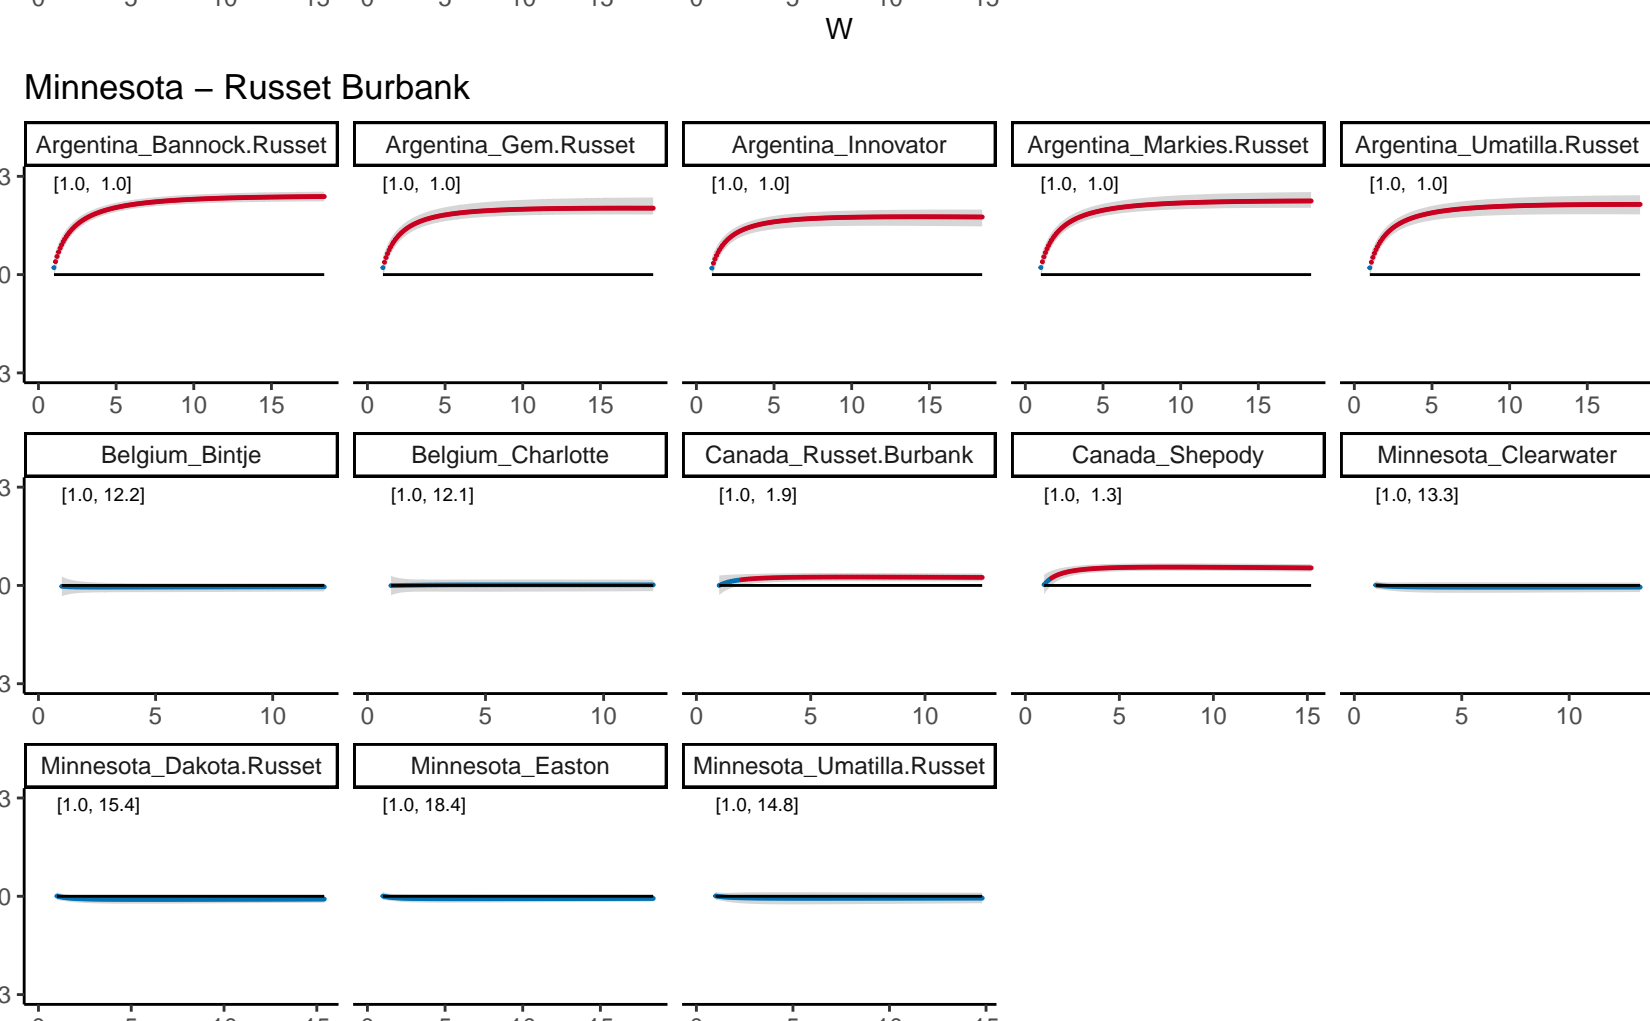 W
Minnesota – Russet Burbank
Argentina_Bannock.Russet Argentina_Gem.Russet Argentina_Innovator Argentina_Markies.Russet Argentina_Umatilla.Russet
3 [1.0, 1.0] [1.0, 1.0] [1.0, 1.0] [1.0, 1.0] [1.0, 1.0]
0
3
0 5 10 15 0 5 10 15 0 5 10 15 0 5 10 15 0 5 10 15
Belgium_Bintje Belgium_Charlotte Canada_Russet.Burbank Canada_Shepody Minnesota_Clearwater
3 [1.0, 12.2] [1.0, 12.1] [1.0, 1.9] [1.0, 1.3] [1.0, 13.3]
0
3
0 5 10 0 5 10 0 5 10 0 5 10 15 0 5 10
Minnesota_Dakota.Russet Minnesota_Easton Minnesota_Umatilla.Russet
3 [1.0, 15.4] [1.0, 18.4] [1.0, 14.8]
0
3